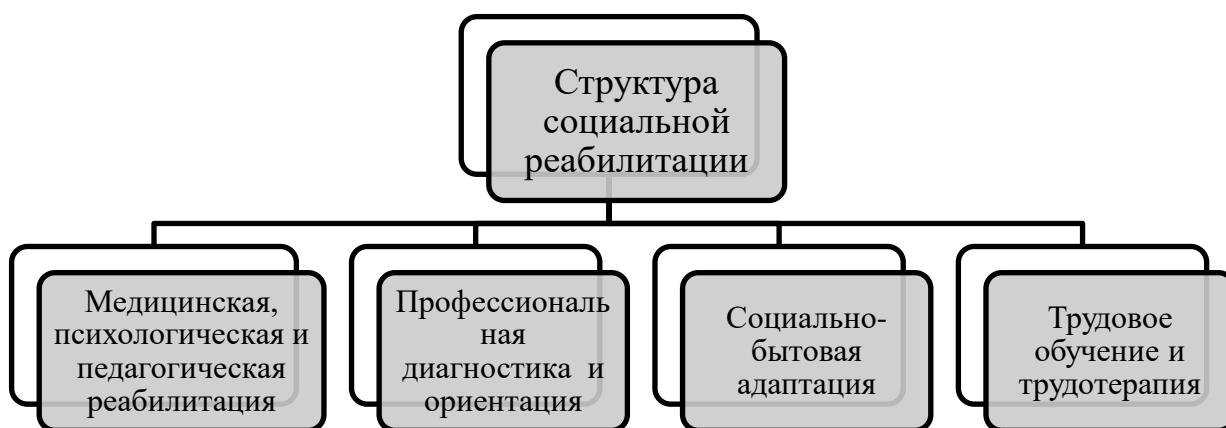 Структура
социальной
реабилитации
Медицинская,
психологическая и
педагогическая
реабилитация
Профессиональ
ная
диагностика и
ориентация
Социально-
бытовая
адаптация
Трудовое
обучение и
трудотерапия